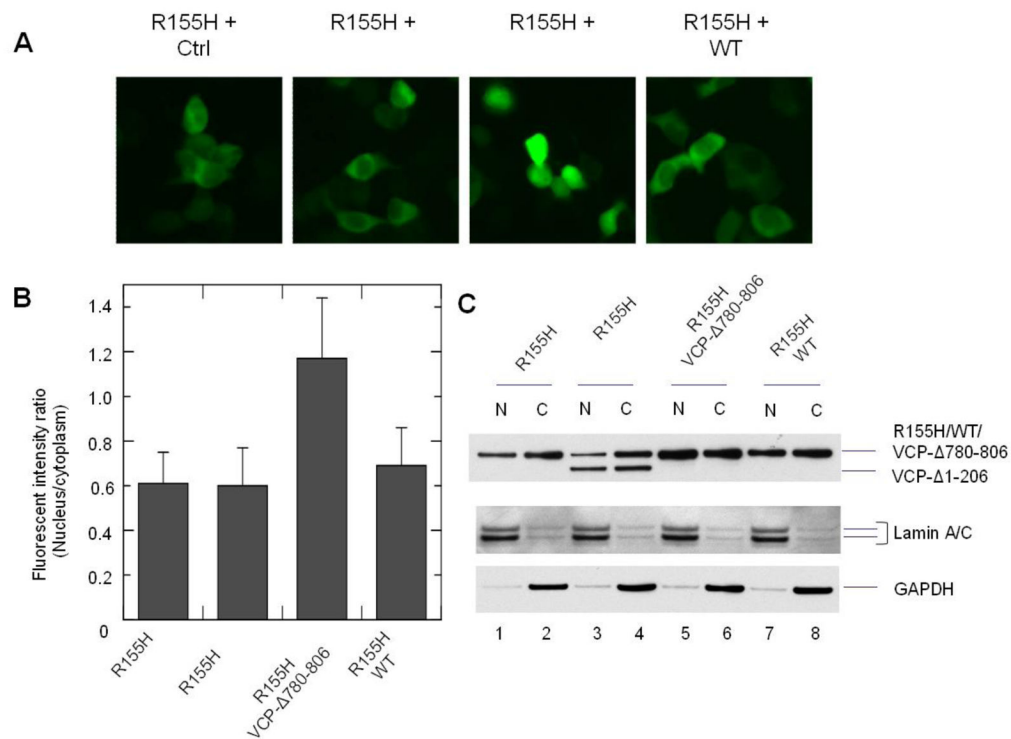 A
R155H +
Ctrl
R155H +
R155H +
R155H +
WT
B
Fluorescent intensity ratio
(Nucleus/cytoplasm)
1.4
1.2
1.0
0.8
0.6
0.4
0.2
0
R155H
R155H
R155H
VCP-Δ780-806
R155H
WT
C
R155H
R155H
R155H
VCP-Δ780-806
R155H
WT
N C N C N C N C
R155H/WT/
VCP-Δ780-806
VCP-Δ1-206
Lamin A/C
GAPDH
1 2 3 4 5 6 7 8